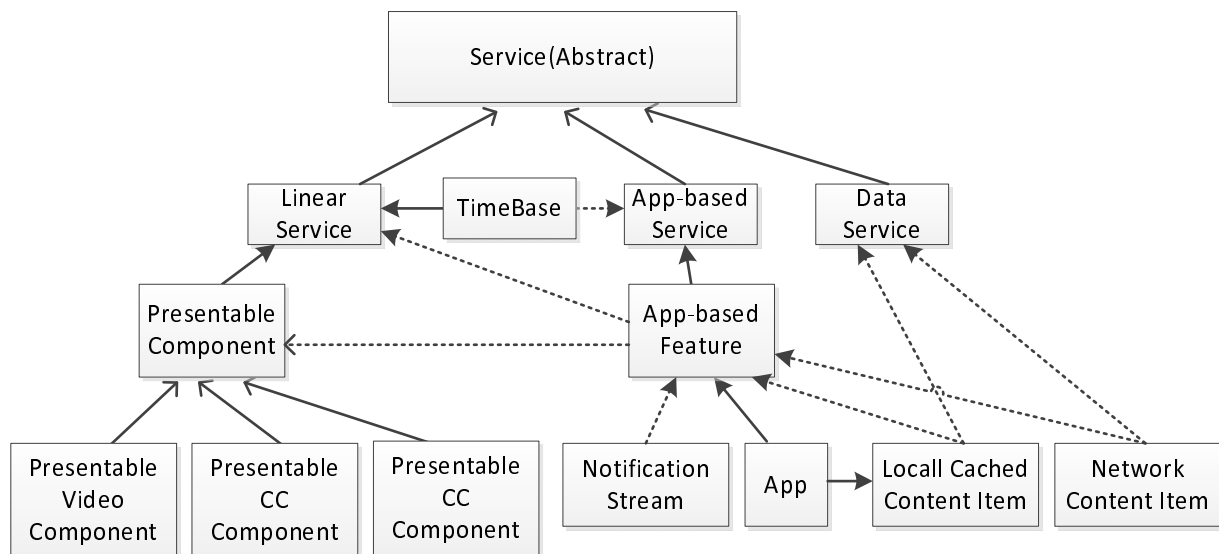 Service(Abstract)
Linear
Service
TimeBase
App-based
Service
Data
Service
Presentable
Component
App-based
Feature
Presentable
Video
Component
Presentable
CC
Component
Presentable
CC
Component
Notification
Stream
App
Locall Cached
Content Item
Network
Content Item